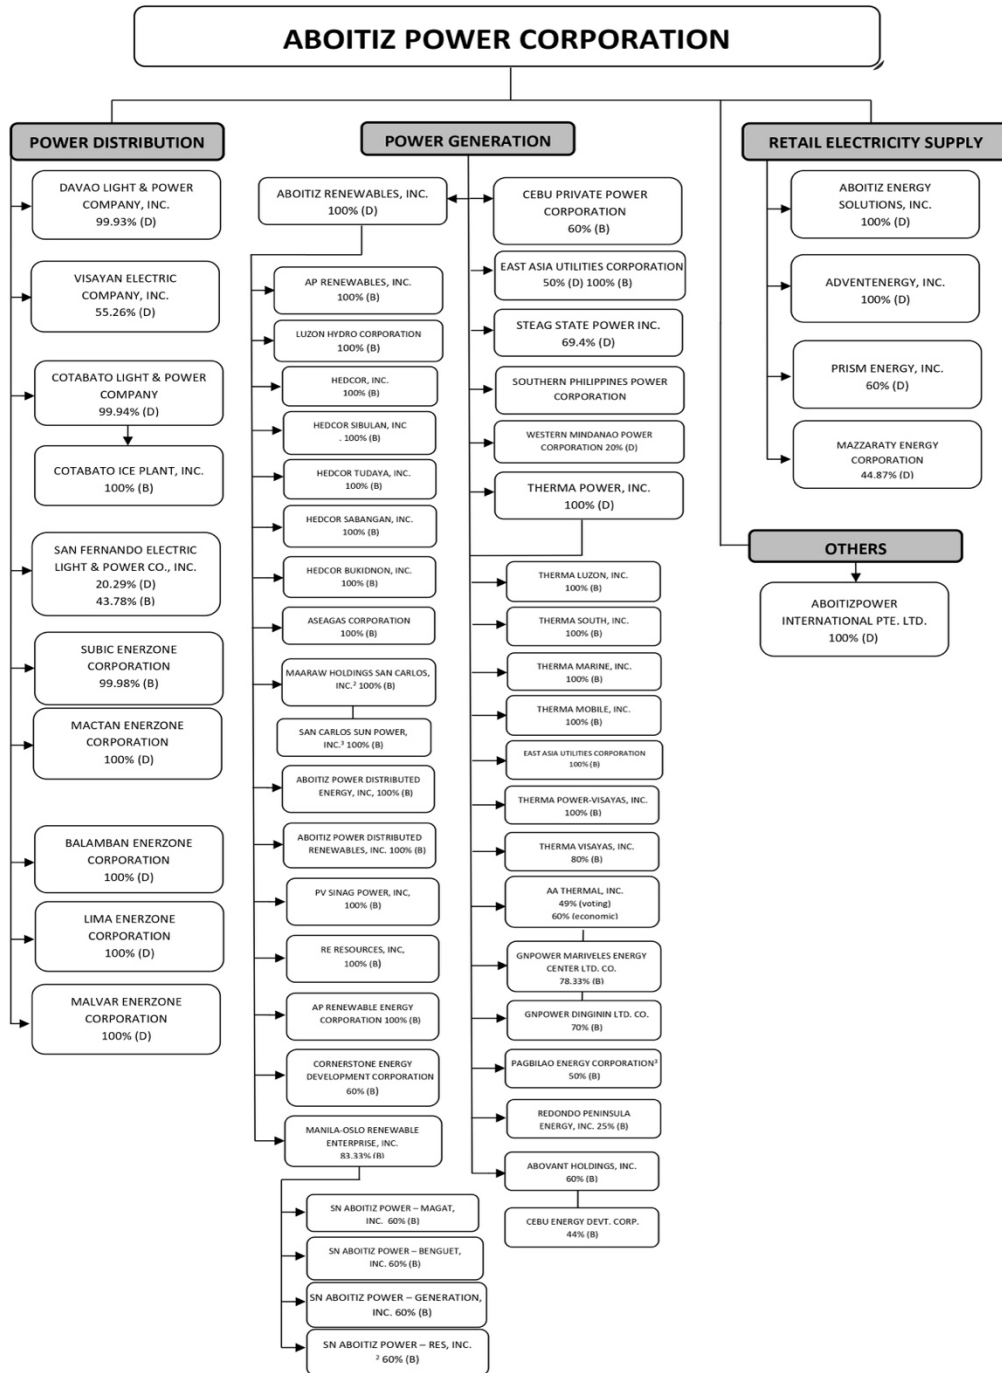 ABOITIZ POWER CORPORATION
POWER DISTRIBUTION
DAVAO LIGHT & POWER
COMPANY, INC.
99.93% (D)
VISAYAN ELECTRIC
COMPANY, INC.
55.26% (D)
COTABATO LIGHT & POWER
COMPANY
99.94% (D)
COTABATO ICE PLANT, INC.
100% (B)
SAN FERNANDO ELECTRIC
LIGHT & POWER CO., INC.
20.29% (D)
43.78% (B)
SUBIC ENERZONE
CORPORATION
99.98% (B)
MACTAN ENERZONE
CORPORATION
100% (D)
BALAMBAN ENERZONE
CORPORATION
100% (D)
LIMA ENERZONE
CORPORATION
100% (D)
MALVAR ENERZONE
CORPORATION
100% (D)
POWER GENERATION
ABOITIZ RENEWABLES, INC.
100% (D)
AP RENEWABLES, INC.
100% (B)
LUZON HYDRO CORPORATION
100% (B)
HEDCOR, INC.
100% (B)
HEDCOR SIBULAN, INC
. 100% (B)
HEDCOR TUDAYA, INC.
100% (B)
HEDCOR SABANGAN, INC.
100% (B)
HEDCOR BUKIDNON, INC.
100% (B)
ASEAGAS CORPORATION
100% (B)
MAARAW HOLDINGS SAN CARLOS,
INC.² 100% (B)
SAN CARLOS SUN POWER,
INC.³ 100% (B)
ABOITIZ POWER DISTRIBUTED
ENERGY, INC, 100% (B)
ABOITIZ POWER DISTRIBUTED
RENEWABLES, INC. 100% (B)
PV SINAG POWER, INC,
100% (B)
RE RESOURCES, INC,
100% (B)
AP RENEWABLE ENERGY
CORPORATION 100% (B)
CORNERSTONE ENERGY
DEVELOPMENT CORPORATION
60% (B)
MANILA-OSLO RENEWABLE
ENTERPRISE, INC.
83.33% (B)
SN ABOITIZ POWER – MAGAT,
INC. 60% (B)
SN ABOITIZ POWER – BENGUET,
INC. 60% (B)
SN ABOITIZ POWER – GENERATION,
INC. 60% (B)
SN ABOITIZ POWER – RES, INC.
² 60% (B)
CEBU PRIVATE POWER
CORPORATION
60% (B)
EAST ASIA UTILITIES CORPORATION
50% (D) 100% (B)
STEAG STATE POWER INC.
69.4% (D)
SOUTHERN PHILIPPINES POWER
CORPORATION
WESTERN MINDANAO POWER
CORPORATION 20% (D)
THERMA POWER, INC.
100% (D)
THERMA LUZON, INC.
100% (B)
THERMA SOUTH, INC.
100% (B)
THERMA MARINE, INC.
100% (B)
THERMA MOBILE, INC.
100% (B)
EAST ASIA UTILITIES CORPORATION
100% (B)
THERMA POWER-VISAYAS, INC.
100% (B)
THERMA VISAYAS, INC.
80% (B)
AA THERMAL, INC.
49% (voting)
60% (economic)
GNPOWER MARIVELES ENERGY
CENTER LTD. CO.
78.33% (B)
GNPOWER DINGININ LTD. CO.
70% (B)
PAGBILAO ENERGY CORPORATION³
50% (B)
REDONDO PENINSULA
ENERGY, INC. 25% (B)
ABOVANT HOLDINGS, INC.
60% (B)
CEBU ENERGY DEVT. CORP.
44% (B)
RETAIL ELECTRICITY SUPPLY
ABOITIZ ENERGY
SOLUTIONS, INC.
100% (D)
ADVENTENERGY, INC.
100% (D)
PRISM ENERGY, INC.
60% (D)
MAZZARATY ENERGY
CORPORATION
44.87% (D)
OTHERS
ABOITIZPOWER
INTERNATIONAL PTE. LTD.
100% (D)